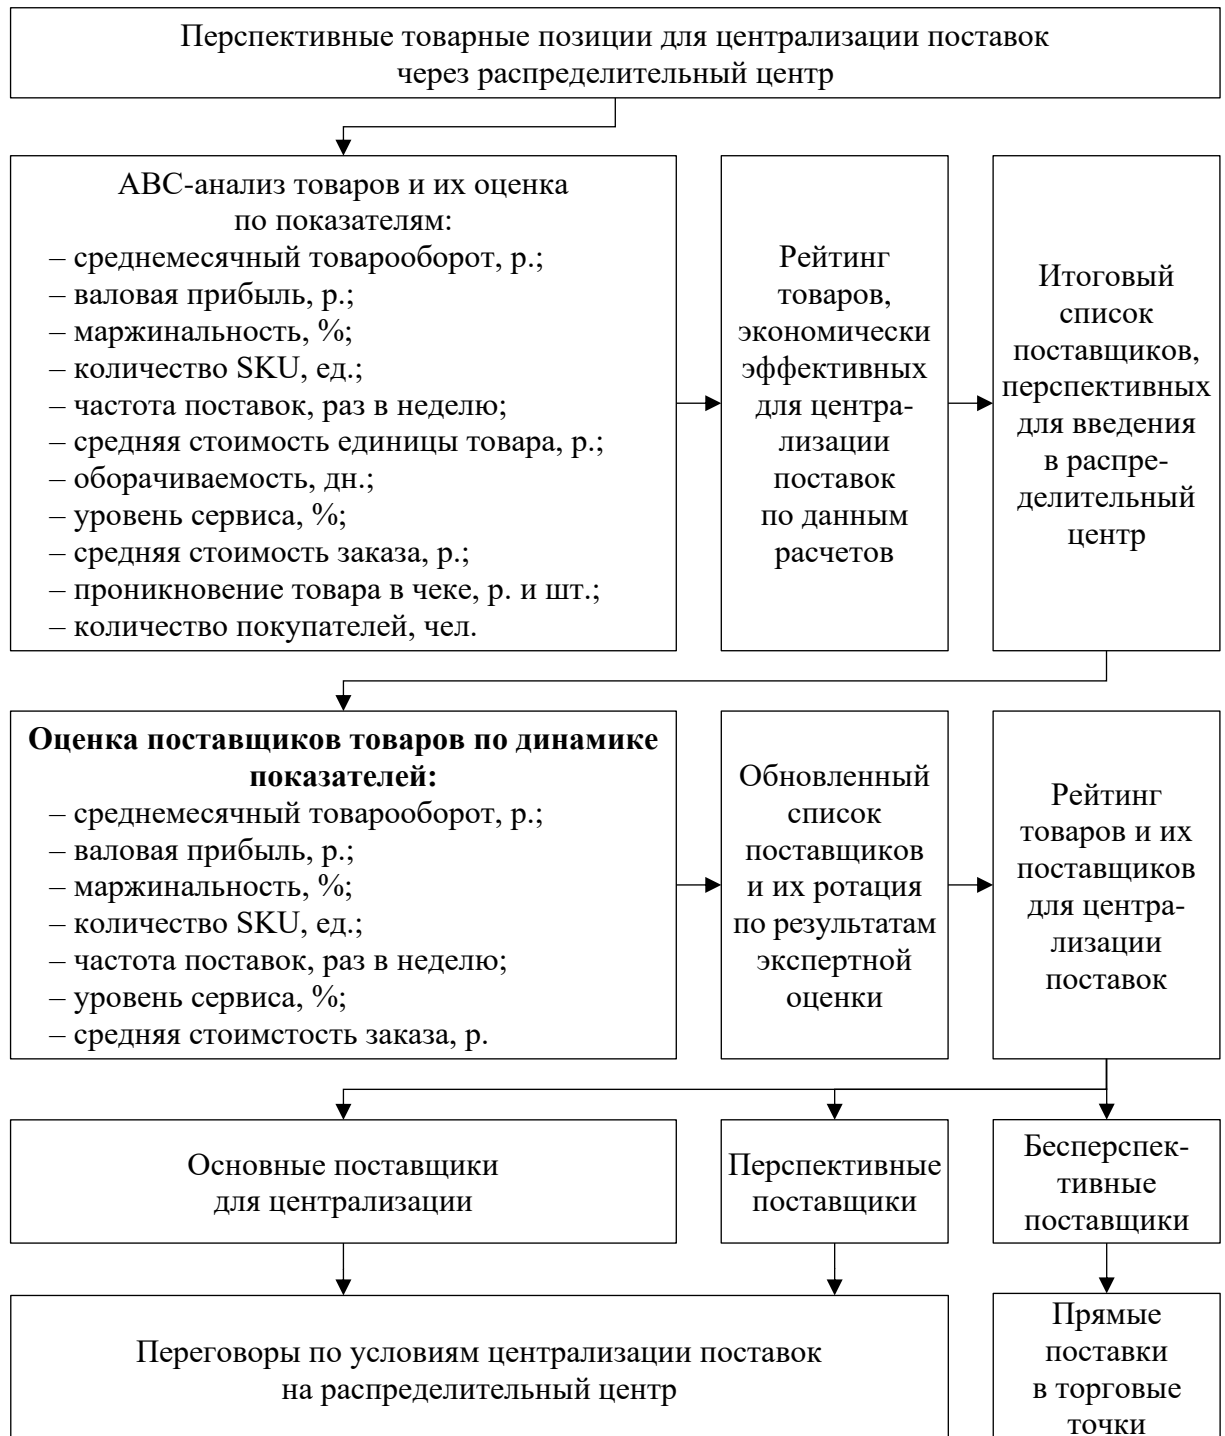 Перспективные товарные позиции для централизации поставок
через распределительный центр
ABC-анализ товаров и их оценка
по показателям:
– среднемесячный товарооборот, р.;
– валовая прибыль, р.;
– маржинальность, %;
– количество SKU, ед.;
– частота поставок, раз в неделю;
– средняя стоимость единицы товара, р.;
– оборачиваемость, дн.;
– уровень сервиса, %;
– средняя стоимость заказа, р.;
– проникновение товара в чеке, р. и шт.;
– количество покупателей, чел.
Рейтинг
товаров,
экономически
эффективных
для центра-
лизации
поставок
по данным
расчетов
Итоговый
список
поставщиков,
перспективных
для введения
в распре-
делительный
центр
Оценка поставщиков товаров по динамике
показателей:
– среднемесячный товарооборот, р.;
– валовая прибыль, р.;
– маржинальность, %;
– количество SKU, ед.;
– частота поставок, раз в неделю;
– уровень сервиса, %;
– средняя стоимстость заказа, р.
Обновленный
список
поставщиков
и их ротация
по результатам
экспертной
оценки
Рейтинг
товаров и их
поставщиков
для центра-
лизации
поставок
Основные поставщики
для централизации
Перспективные
поставщики
Бесперспек-
тивные
поставщики
Переговоры по условиям централизации поставок
на распределительный центр
Прямые
поставки
в торговые
точки